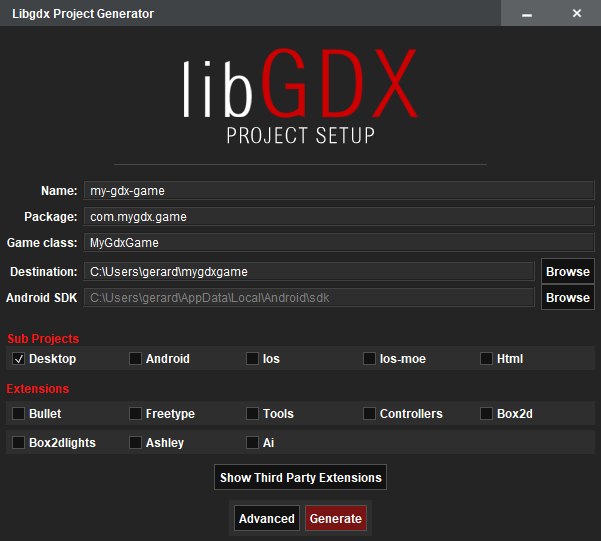 Libgdx Project Generator
libGDX
PROJECT SETUP
Name: my-gdx-game
Package: com.mygdx.game
Game class: MyGdxGame
Destination: C:\Users\gerard\mygdxgame Browse
Android SDK C:\Users\gerard\AppData\Local\Android\sdk Browse
Sub Projects
Desktop Android Ios Ios-moe Html
Extensions
Bullet Freetype Tools Controllers Box2d
Box2dlights Ashley Ai
Show Third Party Extensions
Advanced Generate